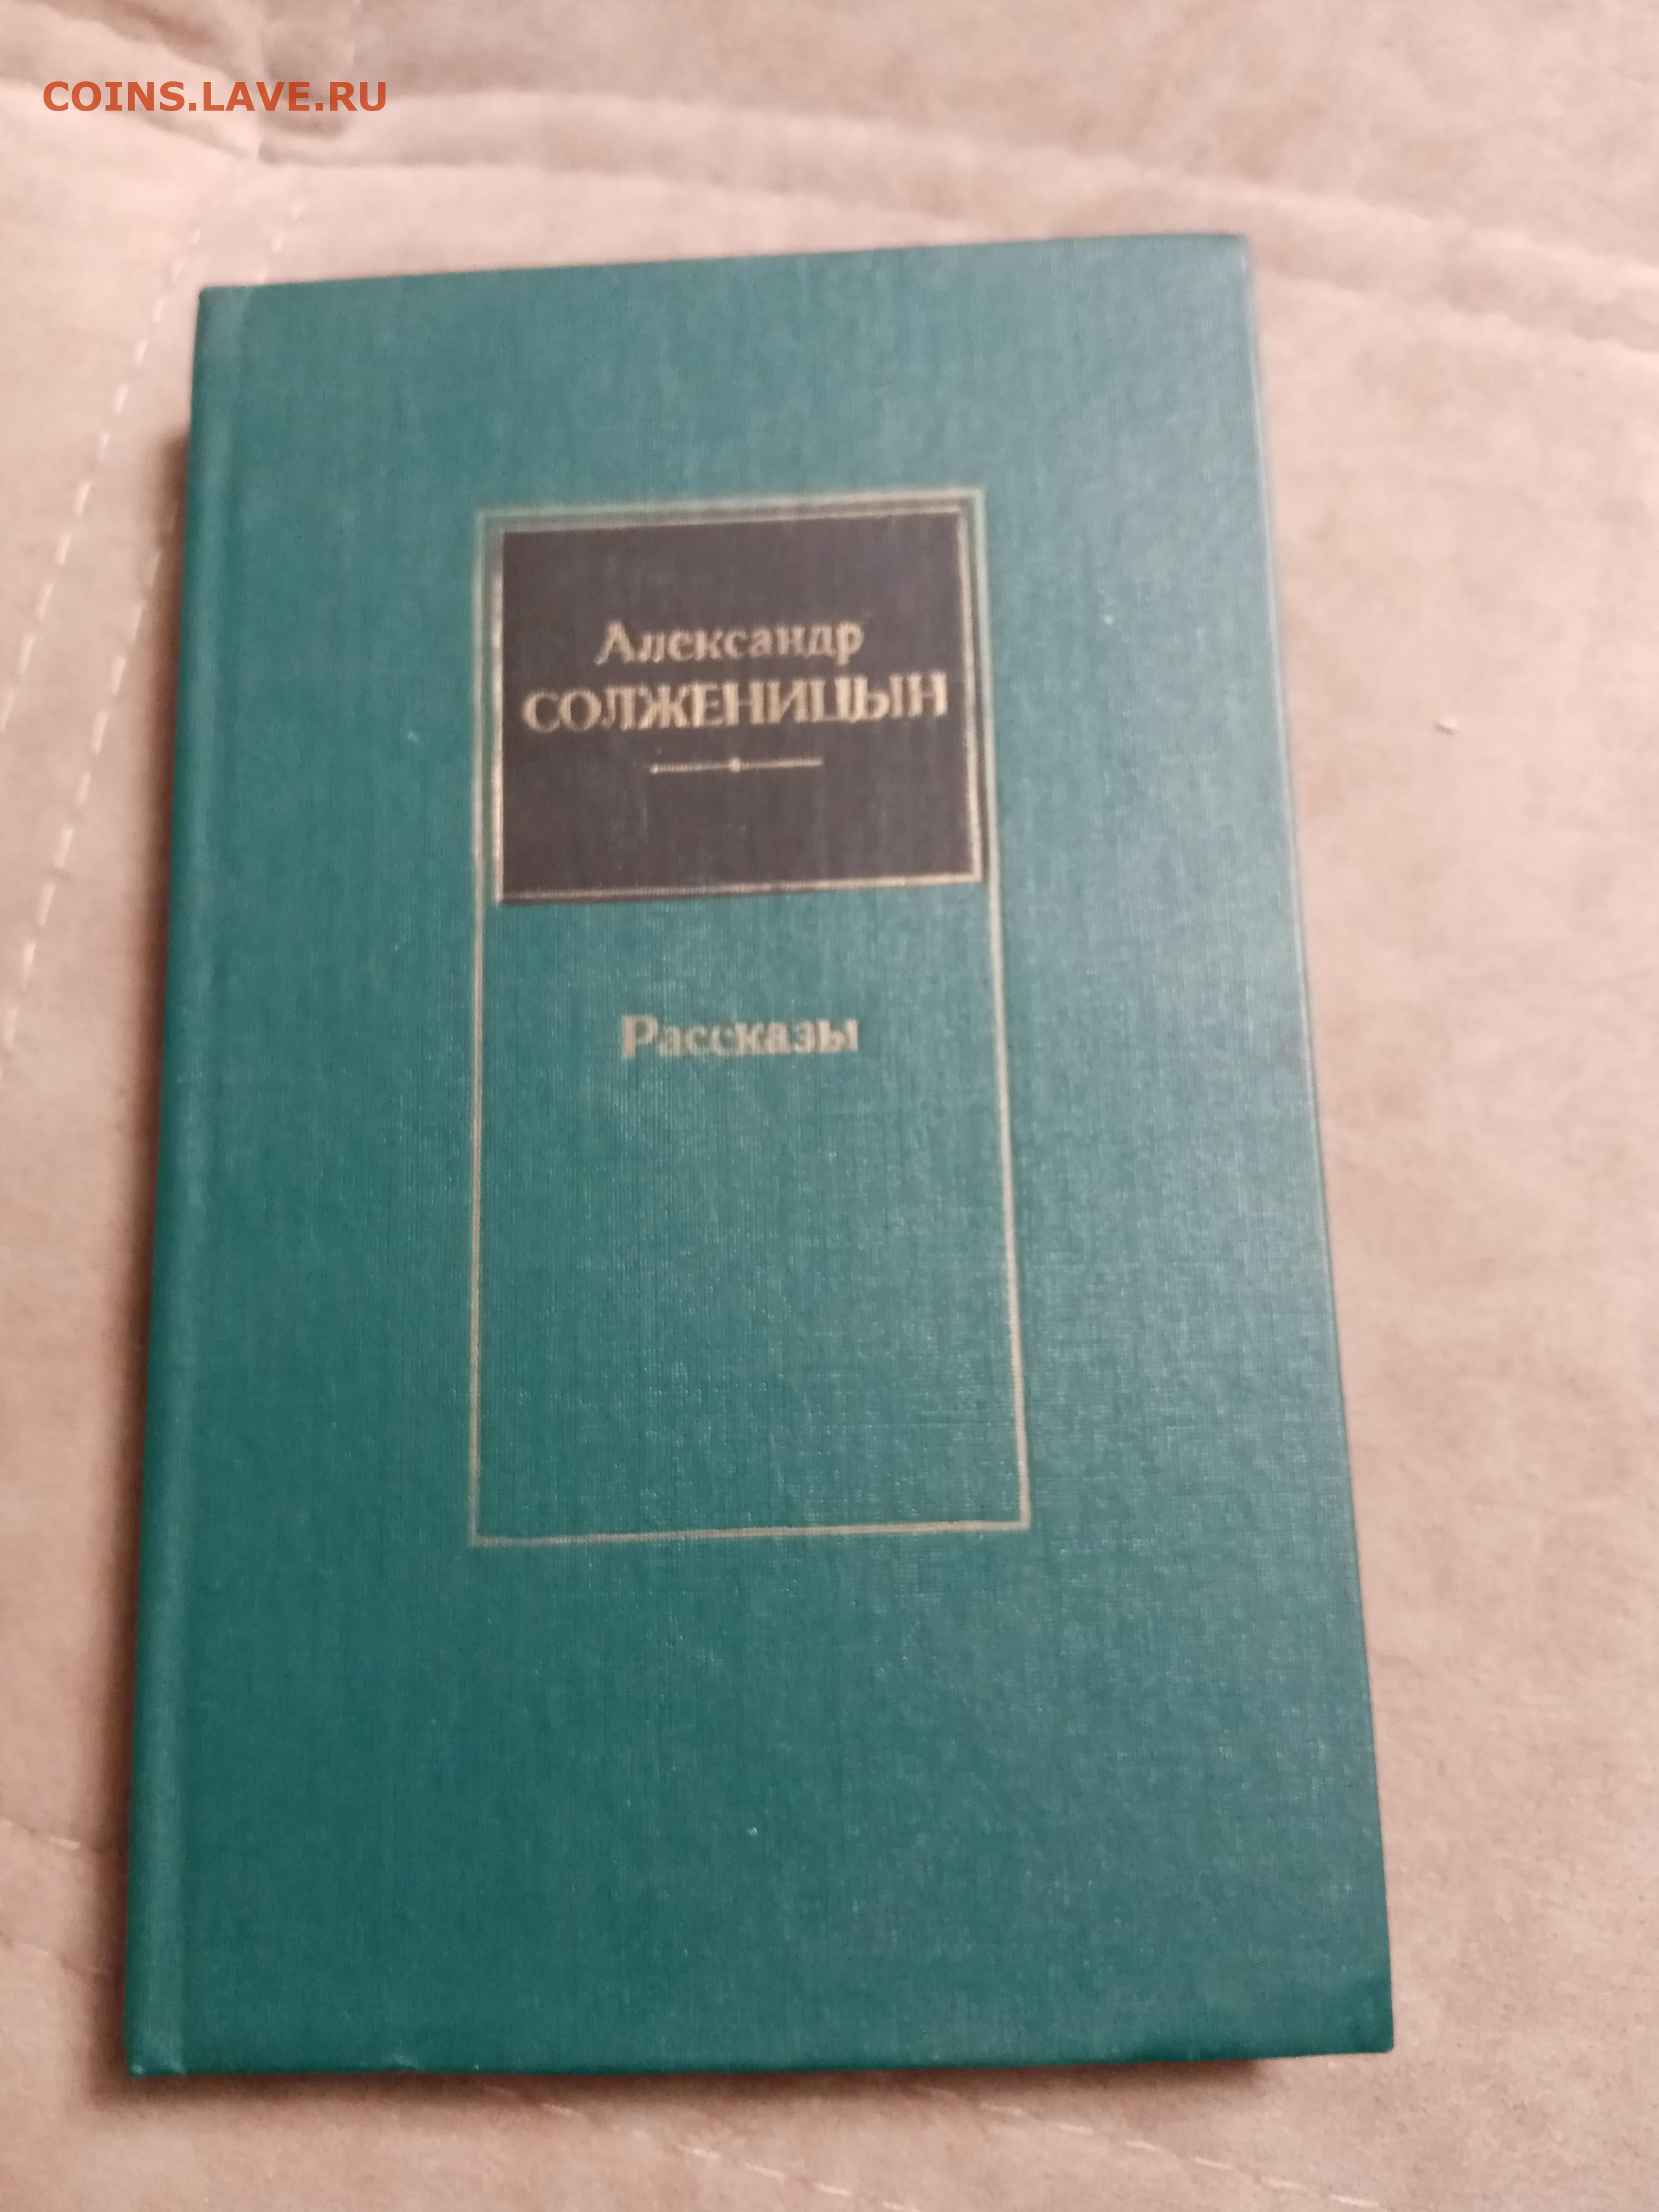 COINS.LAVE.RU
Александр
СОЛЖЕНИЦЫН
Рассказы